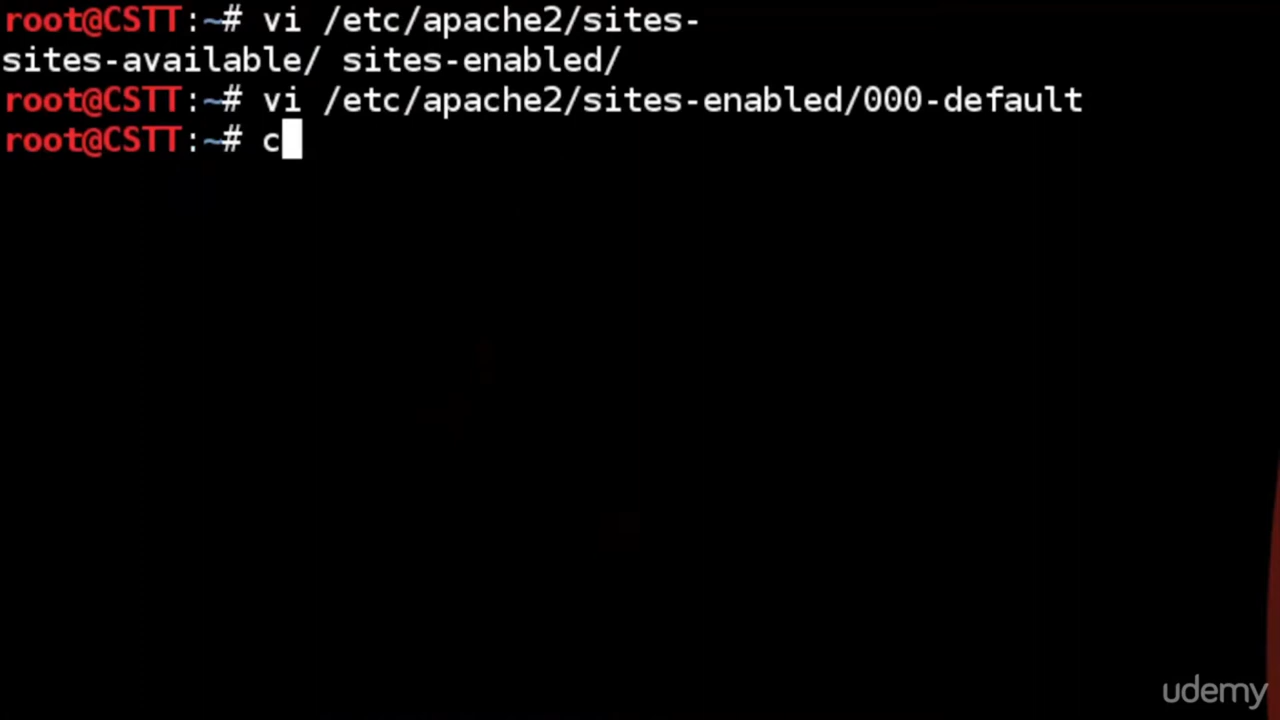 root@CSTT:~# vi /etc/apache2/sites-
sites-available/ sites-enabled/
root@CSTT:~# vi /etc/apache2/sites-enabled/000-default
root@CSTT:~# c
udemy